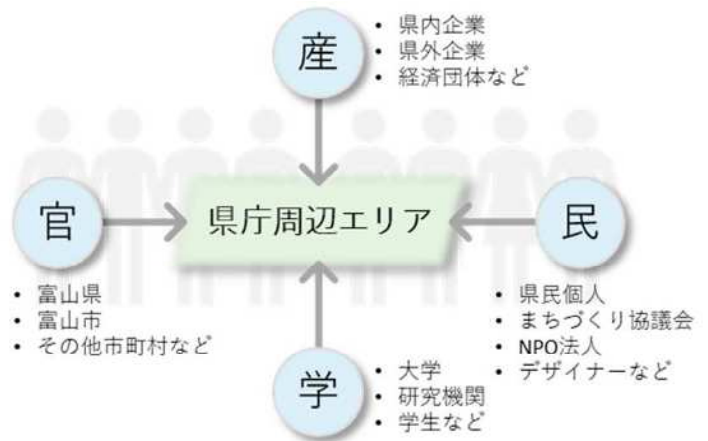 産
• 県内企業
• 県外企業
• 経済団体など
官
県庁周辺エリア
民
• 富山県
• 富山市
• その他市町村など
• 県民個人
• まちづくり協議会
• NPO法人
• デザイナーなど
学
• 大学
• 研究機関
• 学生など